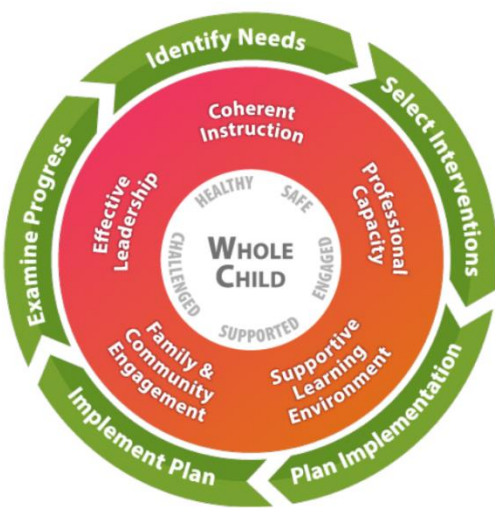 Identify Needs
Select Interventions
Plan Implementation
Implement Plan
Examine Progress
Coherent
Instruction
Professional
Capacity
Supportive
Learning
Environment
Family &
Community
Engagement
Effective
Leadership
HEALTHY
SAFE
ENGAGED
SUPPORTED
CHALLENGED
WHOLE
CHILD